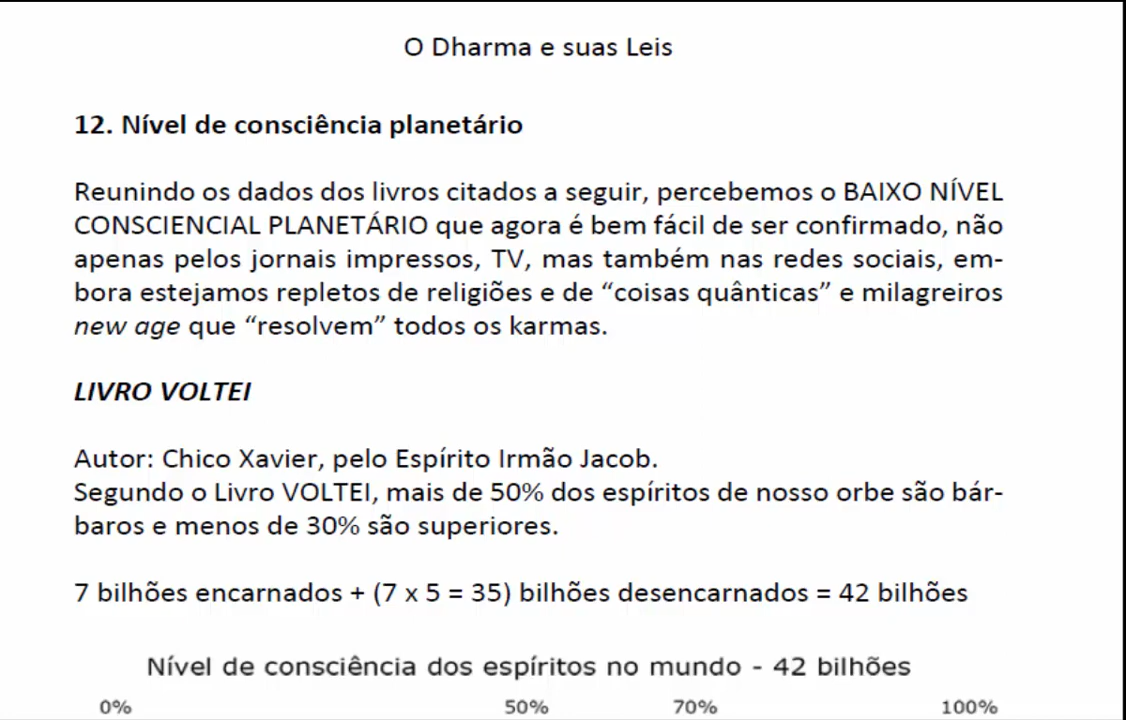 O Dharma e suas Leis
12. Nível de consciência planetário
Reunindo os dados dos livros citados a seguir, percebemos o BAIXO NÍVEL
CONSCIENCIAL PLANETÁRIO que agora é bem fácil de ser confirmado, não
apenas pelos jornais impressos, TV, mas também nas redes sociais, em-
bora estejamos repletos de religiões e de “coisas quânticas” e milagreiros
new age que “resolvem” todos os karmas.
LIVRO VOLTEI
Autor: Chico Xavier, pelo Espírito Irmão Jacob.
Segundo o Livro VOLTEI, mais de 50% dos espíritos de nosso orbe são bár-
baros e menos de 30% são superiores.
7 bilhões encarnados + (7 x 5 = 35) bilhões desencarnados = 42 bilhões
Nível de consciência dos espíritos no mundo - 42 bilhões
0% 50% 70% 100%